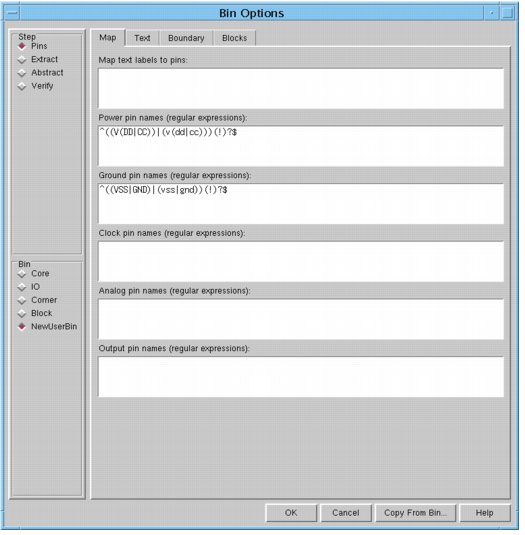 Bin Options
Step
Pins
Extract
Abstract
Verify
Bin
Core
IO
Corner
Block
NewUserBin
Map Text Boundary Blocks
Map text labels to pins:
Power pin names (regular expressions):
^((V(DD|CC))|(v(dd|cc)))(!)?$
Ground pin names (regular expressions):
^((VSS|GND)|(vss|gnd))(!)?$
Clock pin names (regular expressions):
Analog pin names (regular expressions):
Output pin names (regular expressions):
OK Cancel Copy From Bin... Help